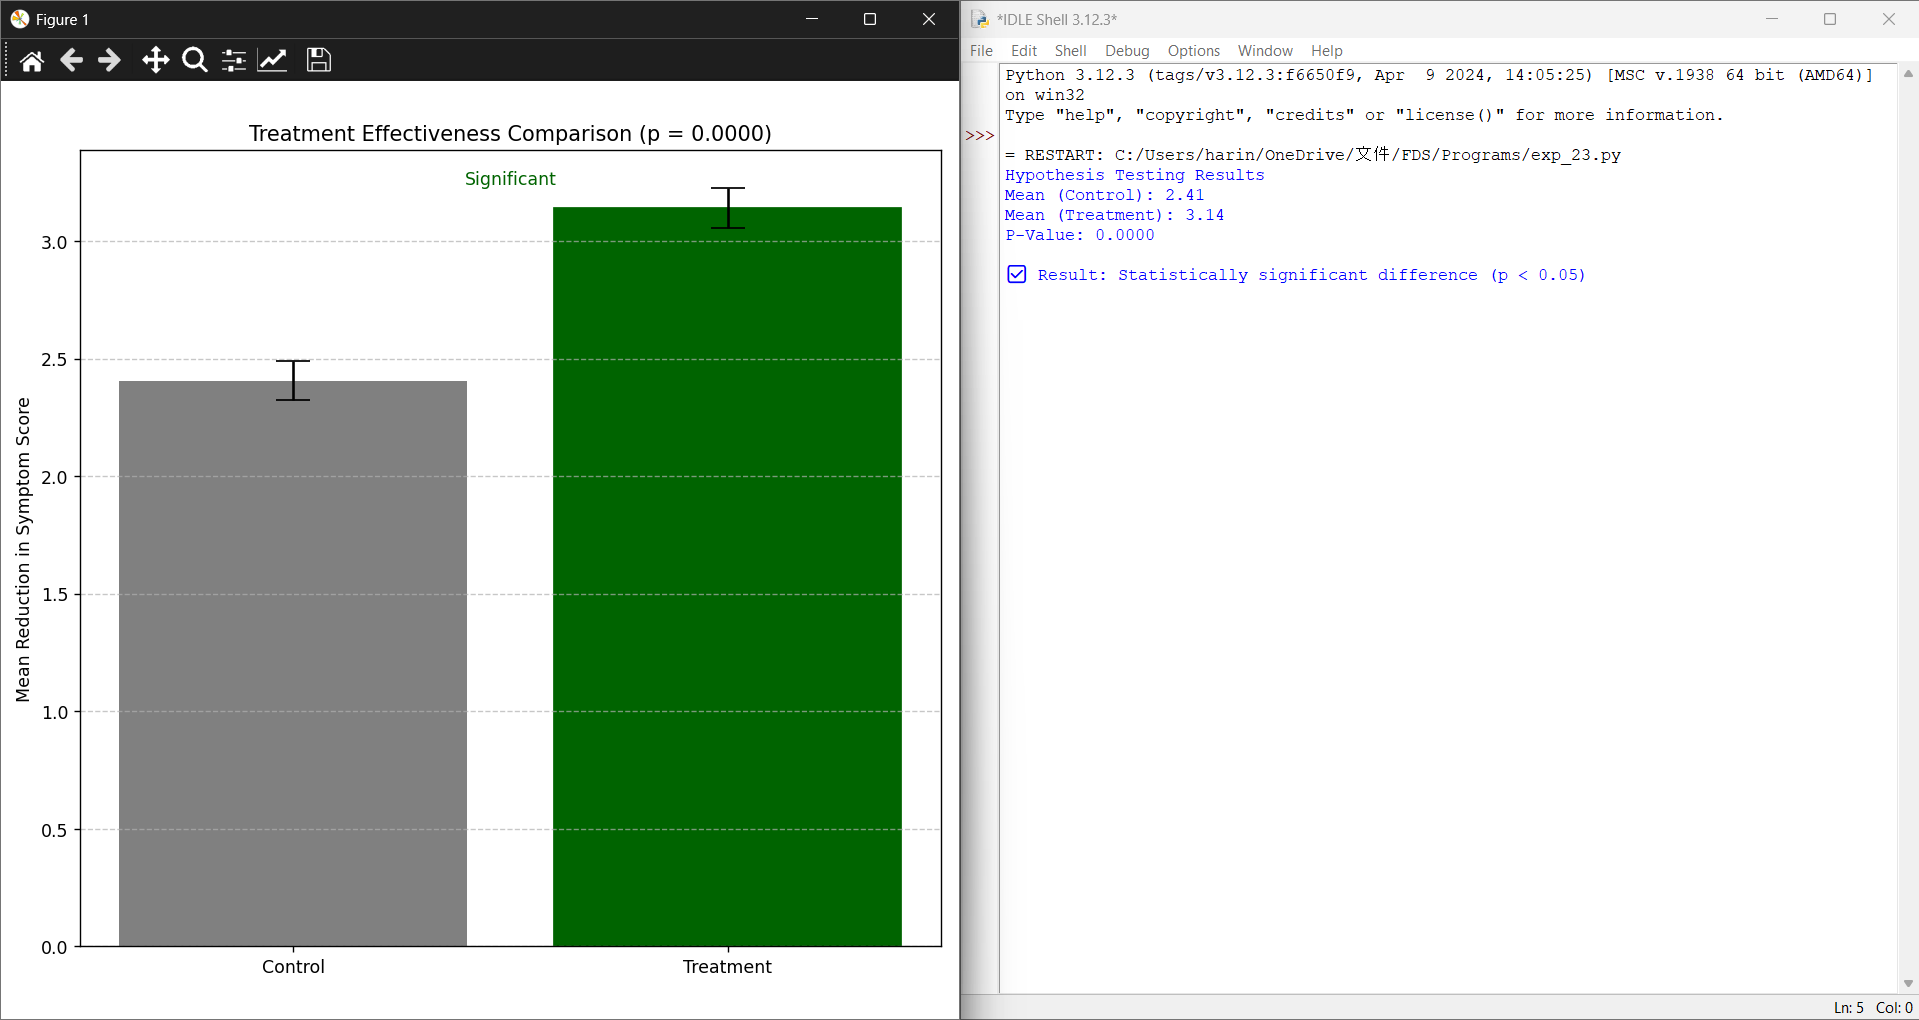 Figure 1
Treatment Effectiveness Comparison (p = 0.0000)
Significant
3.0
2.5
2.0
1.5
1.0
0.5
0.0
Mean Reduction in Symptom Score
Control
Treatment
*IDLE Shell 3.12.3*
File Edit Shell Debug Options Window Help
Python 3.12.3 (tags/v3.12.3:f6650f9, Apr  9 2024, 14:05:25) [MSC v.1938 64 bit (AMD64)]
on win32
Type "help", "copyright", "credits" or "license()" for more information.
>>>
= RESTART: C:/Users/harin/OneDrive/文件/FDS/Programs/exp_23.py
Hypothesis Testing Results
Mean (Control): 2.41
Mean (Treatment): 3.14
P-Value: 0.0000
☑ Result: Statistically significant difference (p < 0.05)
Ln: 5 Col: 0